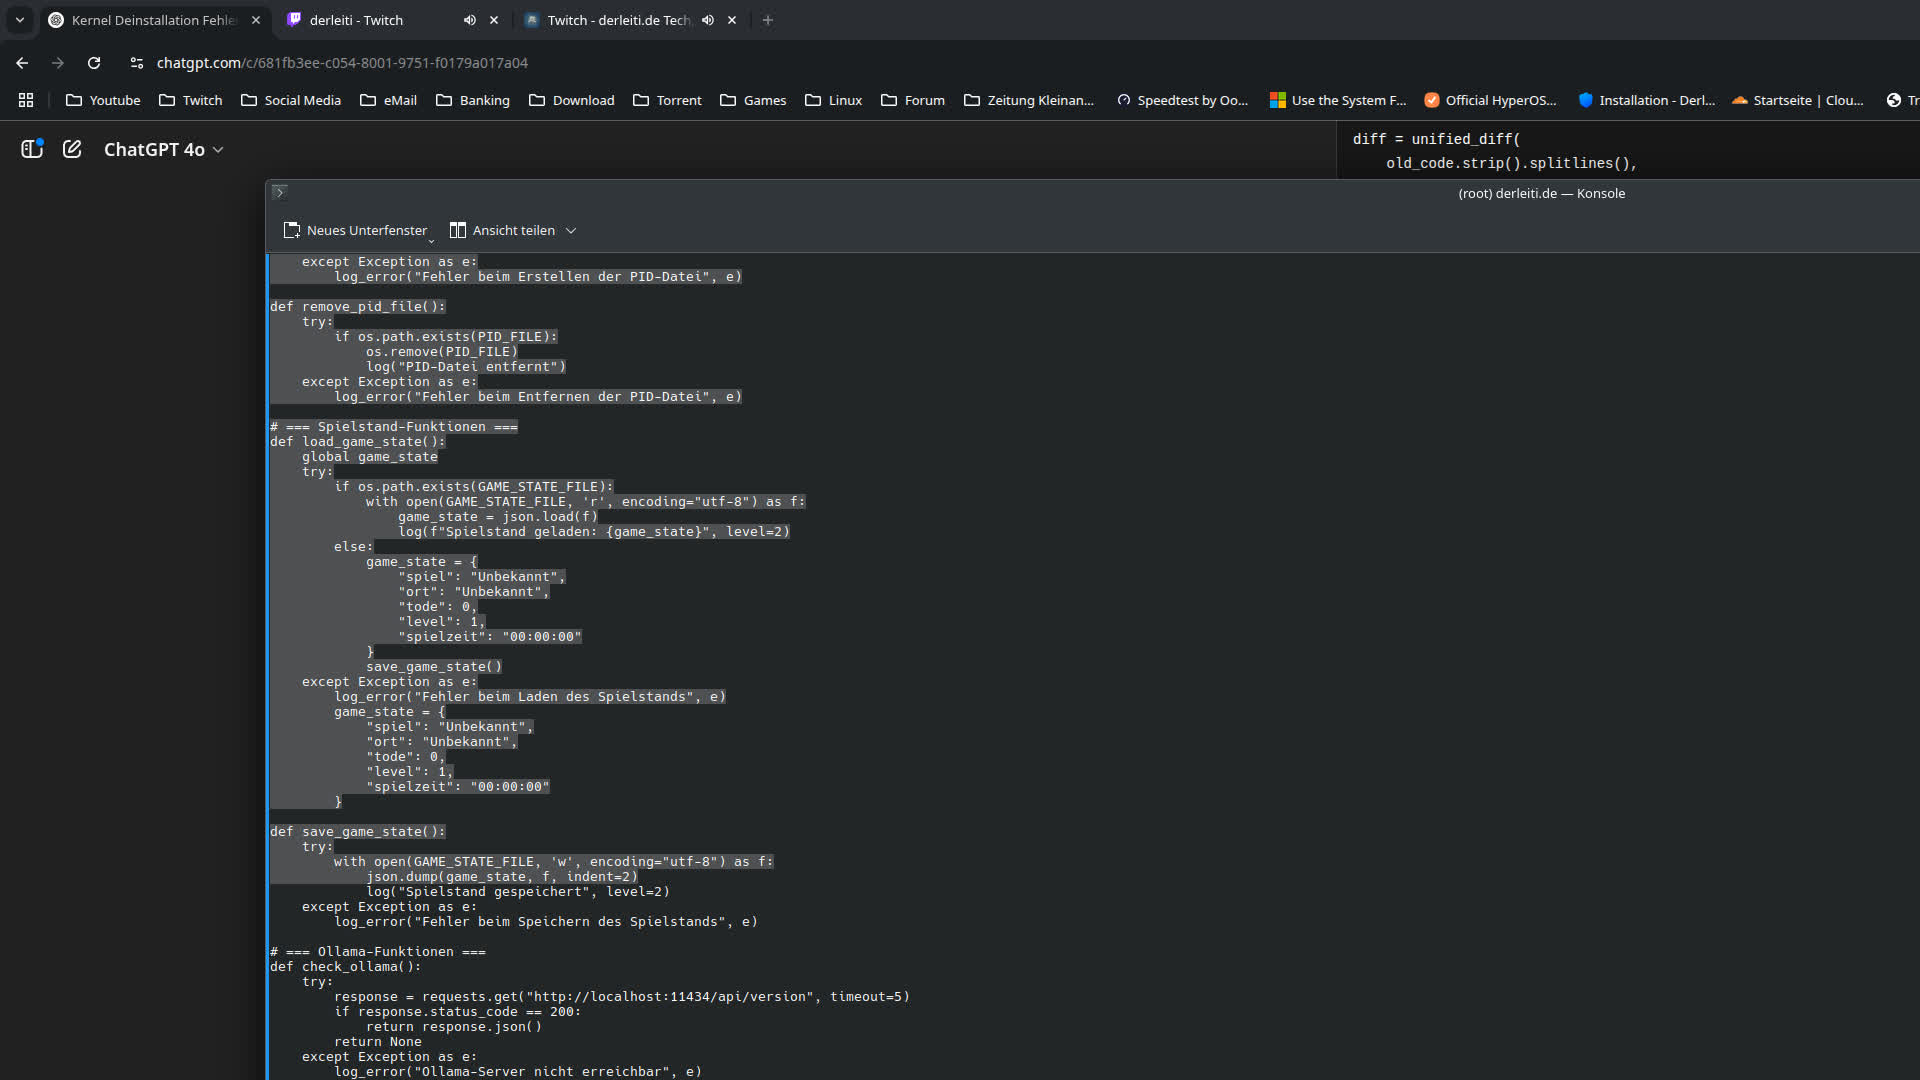 Kernel Deinstallation Fehle
derleiti - Twitch
Twitch - derleiti.de Tech
chatgpt.com/c/681fb3ee-c054-8001-9751-f0179a017a04
Youtube
Twitch
Social Media
eMail
Banking
Download
Torrent
Games
Linux
Forum
Zeitung Kleinan...
Speedtest by Oo...
Use the System F...
Official HyperOS...
Installation - Derl...
Startseite | Clou...
Tr
ChatGPT 4o
diff = unified_diff(
    old_code.strip().splitlines(),
(root) derleiti.de — Konsole
Neues Unterfenster
Ansicht teilen
    except Exception as e:
        log_error("Fehler beim Erstellen der PID-Datei", e)

def remove_pid_file():
    try:
        if os.path.exists(PID_FILE):
            os.remove(PID_FILE)
            log("PID-Datei entfernt")
    except Exception as e:
        log_error("Fehler beim Entfernen der PID-Datei", e)

# === Spielstand-Funktionen ===
def load_game_state():
    global game_state
    try:
        if os.path.exists(GAME_STATE_FILE):
            with open(GAME_STATE_FILE, 'r', encoding="utf-8") as f:
                game_state = json.load(f)
                log(f"Spielstand geladen: {game_state}", level=2)
        else:
            game_state = {
                "spiel": "Unbekannt",
                "ort": "Unbekannt",
                "tode": 0,
                "level": 1,
                "spielzeit": "00:00:00"
            }
            save_game_state()
    except Exception as e:
        log_error("Fehler beim Laden des Spielstands", e)
        game_state = {
            "spiel": "Unbekannt",
            "ort": "Unbekannt",
            "tode": 0,
            "level": 1,
            "spielzeit": "00:00:00"
        }

def save_game_state():
    try:
        with open(GAME_STATE_FILE, 'w', encoding="utf-8") as f:
            json.dump(game_state, f, indent=2)
            log("Spielstand gespeichert", level=2)
    except Exception as e:
        log_error("Fehler beim Speichern des Spielstands", e)

# === Ollama-Funktionen ===
def check_ollama():
    try:
        response = requests.get("http://localhost:11434/api/version", timeout=5)
        if response.status_code == 200:
            return response.json()
        return None
    except Exception as e:
        log_error("Ollama-Server nicht erreichbar", e)